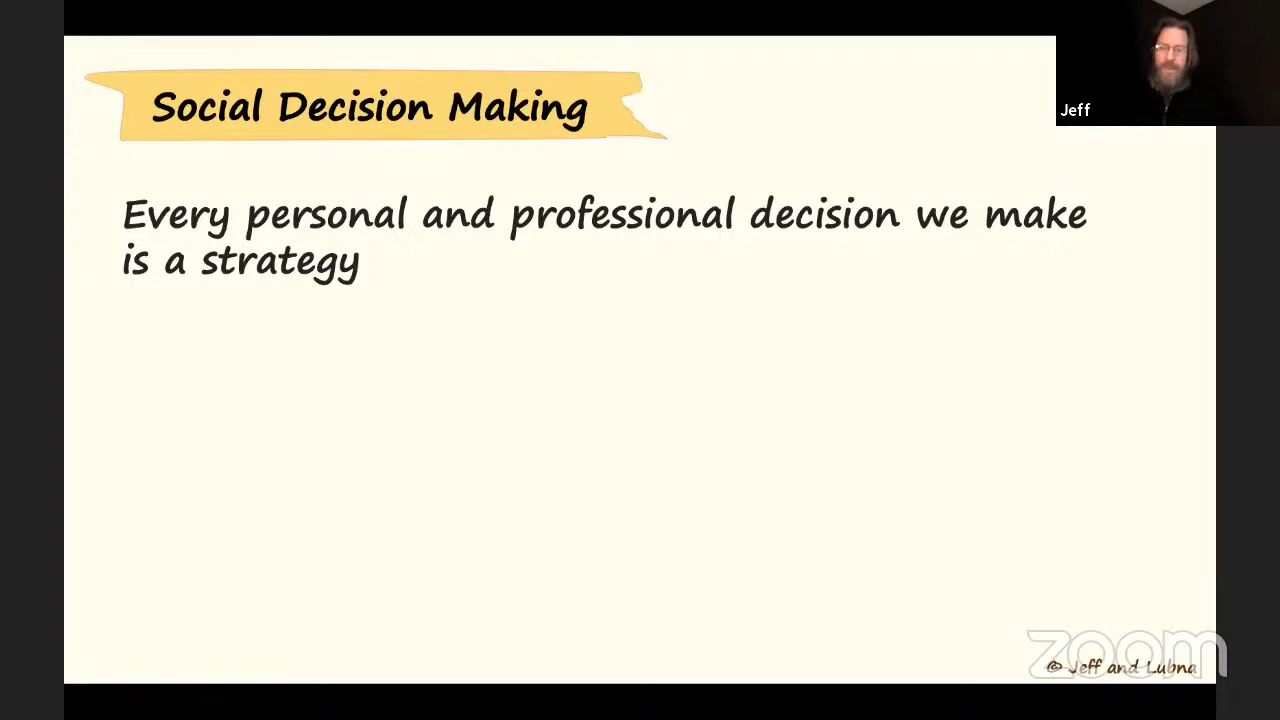 Social Decision Making
Jeff
Every personal and professional decision we make
is a strategy
zoom
© Jeff and Lubna